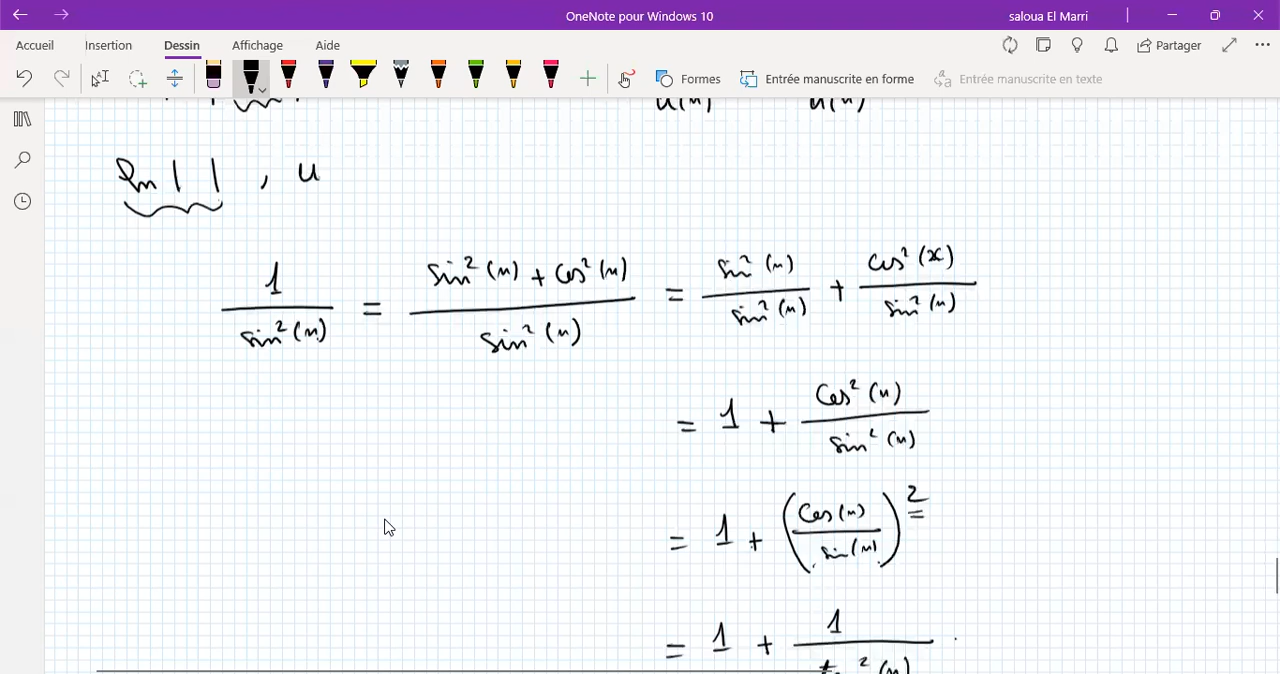 OneNote pour Windows 10
saloua El Marri
Accueil Insertion Dessin Affichage Aide
Partager
Formes Entrée manuscrite en forme Entrée manuscrite en texte
u(x) u(x)
ln | | , u
1/sin²(x) = (sin²(x) + cos²(x))/sin²(x) = sin²(x)/sin²(x) + cos²(x)/sin²(x)
= 1 + cos²(x)/sin²(x)
= 1 + (cos(x)/sin(x))²
= 1 + 1/tan²(x)